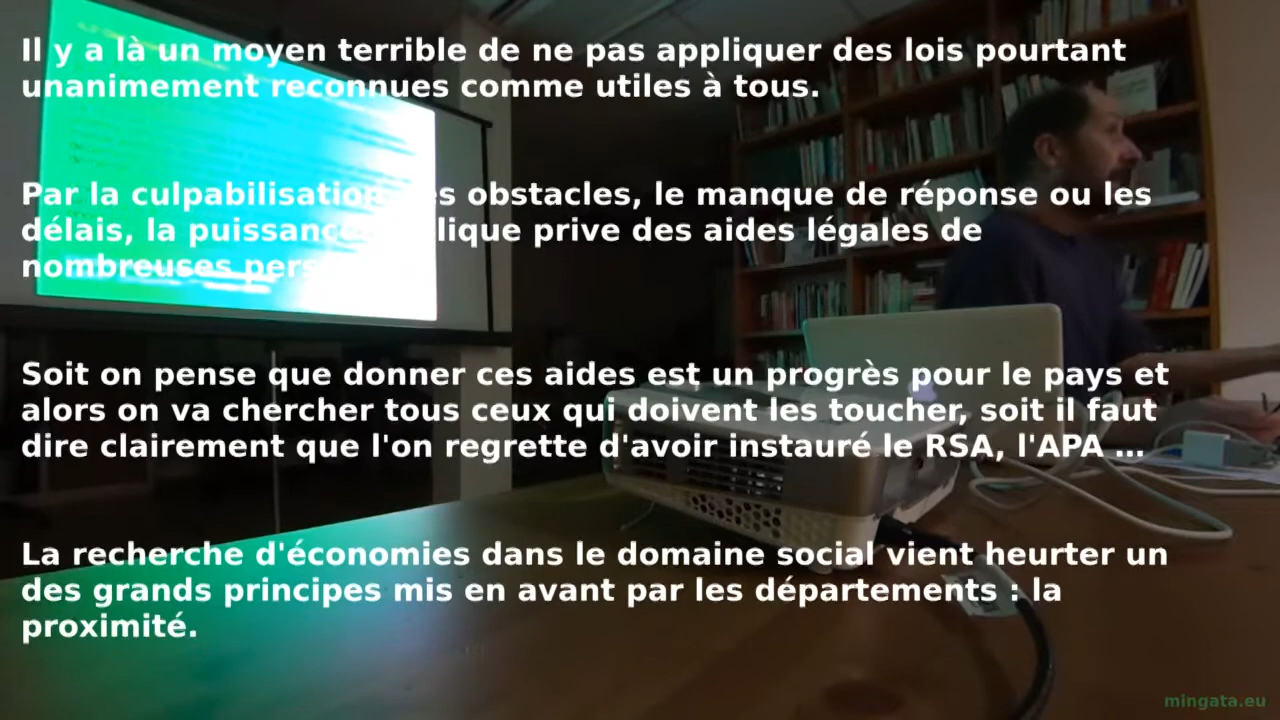 Il y a là un moyen terrible de ne pas appliquer des lois pourtant
unanimement reconnues comme utiles à tous.
Par la culpabilisation, es obstacles, le manque de réponse ou les
délais, la puissance lique prive des aides légales de
nombreuses pers
Soit on pense que donner ces aides est un progrès pour le pays et
alors on va chercher tous ceux qui doivent les toucher, soit il faut
dire clairement que l'on regrette d'avoir instauré le RSA, l'APA ...
La recherche d'économies dans le domaine social vient heurter un
des grands principes mis en avant par les départements : la
proximité.
mingata.eu